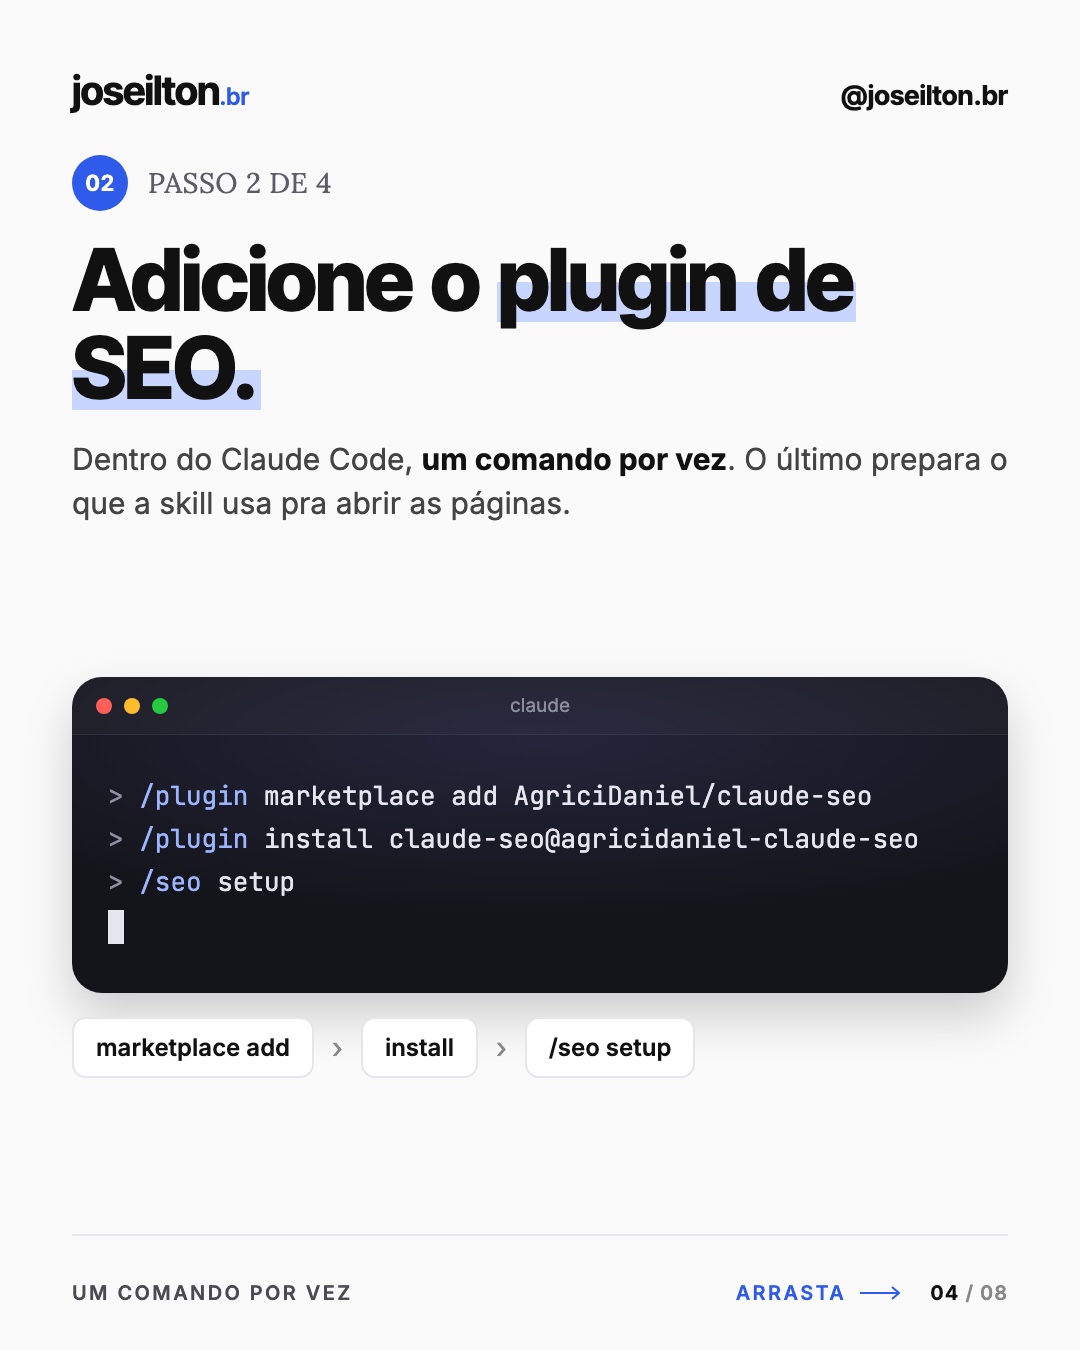 joseilton.br
@joseilton.br
02 PASSO 2 DE 4
Adicione o plugin de
SEO.
Dentro do Claude Code, um comando por vez. O último prepara o
que a skill usa pra abrir as páginas.
claude
> /plugin marketplace add AgriciDaniel/claude-seo
> /plugin install claude-seo@agricidaniel-claude-seo
> /seo setup
marketplace add › install › /seo setup
UM COMANDO POR VEZ
ARRASTA → 04 / 08